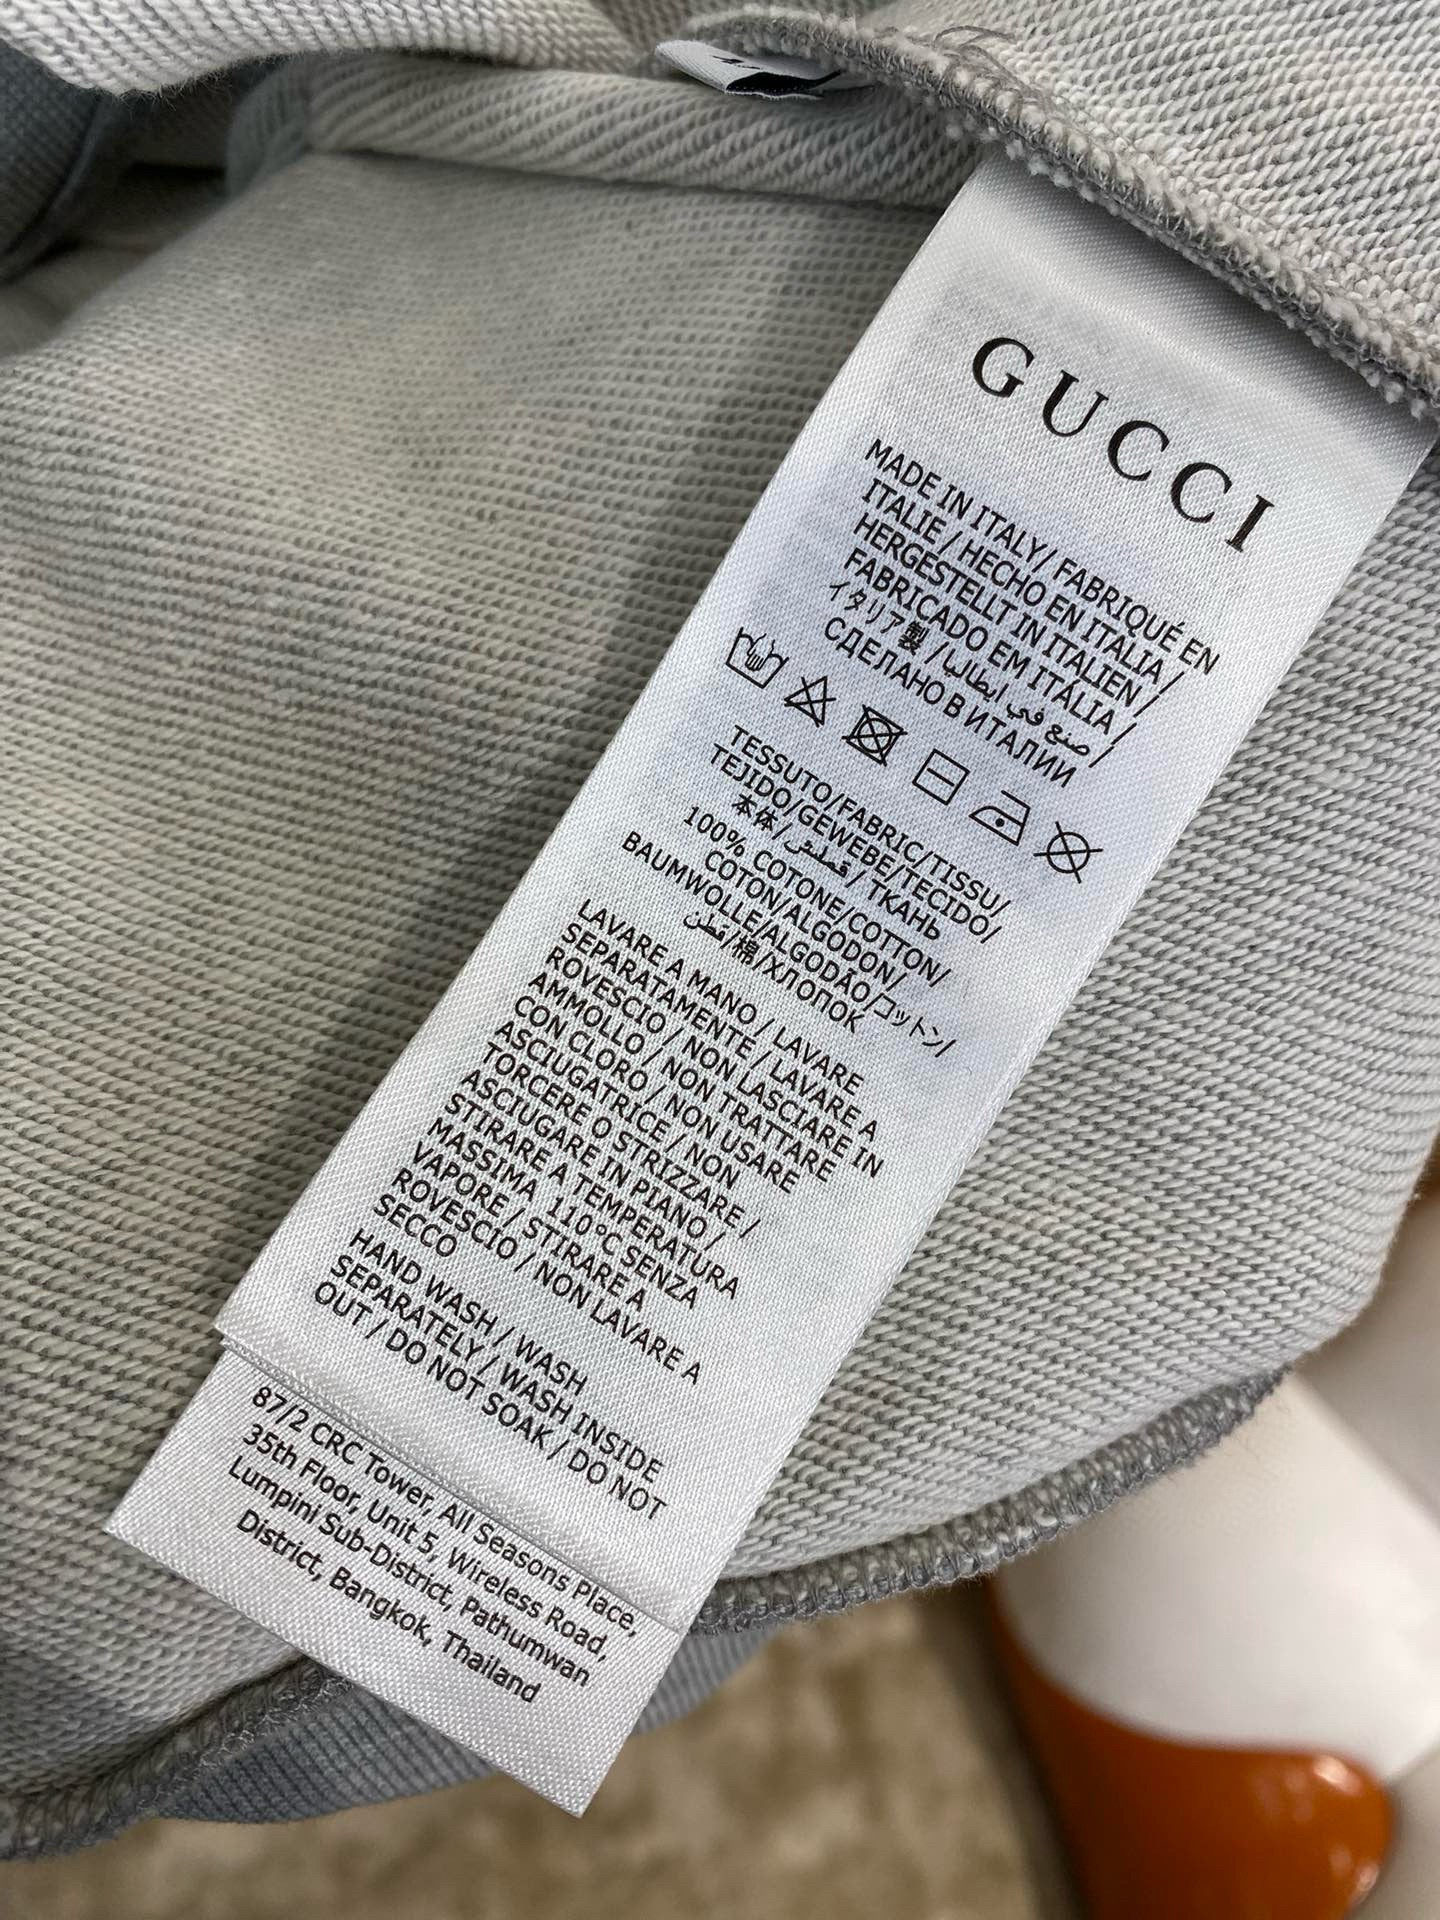 GUCCI
MADE IN ITALY/ FABRIQUÉ EN
ITALIE / HECHO EN ITALIA /
HERGESTELLT IN ITALIEN /
FABRICADO EM ITÁLIA /
イタリア製 / صنع في ايطاليا /
СДЕЛАНО В ИТАЛИИ
TESSUTO/FABRIC/TISSU/
TEJIDO/GEWEBE/TECIDO/
本体/قماش/ТКАНЬ
100% COTONE/COTTON/
COTON/ALGODON/
BAUMWOLLE/ALGODÃO/コットン/
قطن/棉/ХЛОПОК
LAVARE A MANO / LAVARE
SEPARATAMENTE / LAVARE A
ROVESCIO / NON LASCIARE IN
AMMOLLO / NON TRATTARE
CON CLORO / NON USARE
ASCIUGATRICE / NON
TORCERE O STRIZZARE /
ASCIUGARE IN PIANO /
STIRARE A TEMPERATURA
MASSIMA 110°C SENZA
VAPORE / STIRARE A
ROVESCIO / NON LAVARE A
SECCO
HAND WASH / WASH
SEPARATELY / WASH INSIDE
OUT / DO NOT SOAK / DO NOT
87/2 CRC Tower, All Seasons Place,
35th Floor, Unit 5, Wireless Road,
Lumpini Sub-District, Pathumwan
District, Bangkok, Thailand